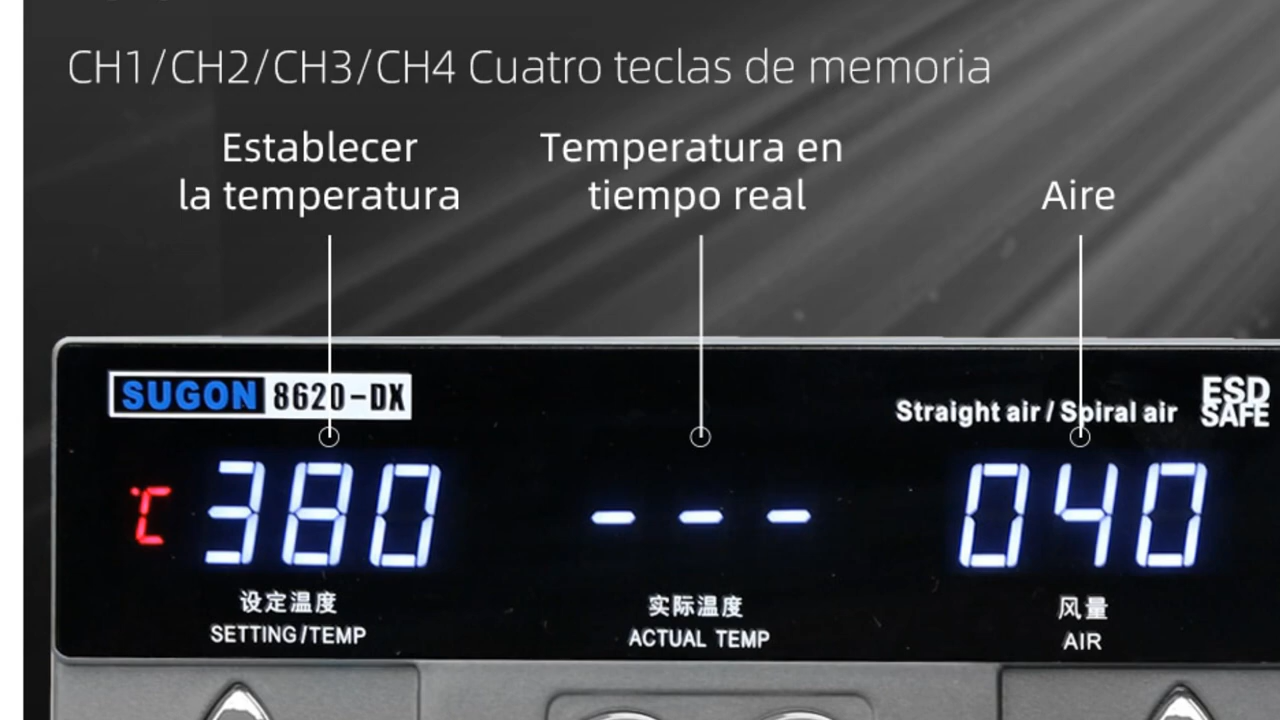 CH1/CH2/CH3/CH4 Cuatro teclas de memoria
Establecer
la temperatura
Temperatura en
tiempo real
Aire
SUGON 8620-DX
Straight air / Spiral air
ESD
SAFE
℃ 380
- - -
040
设定温度
SETTING/TEMP
实际温度
ACTUAL TEMP
风量
AIR